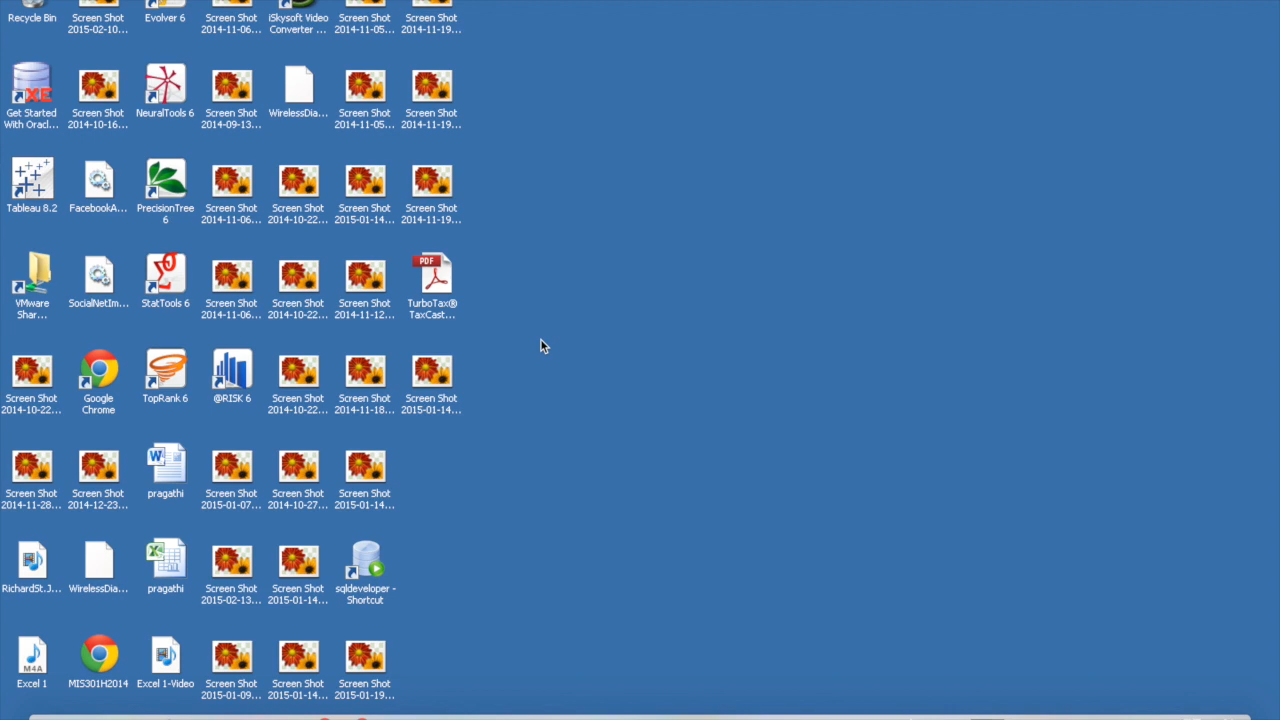 Recycle Bin
Screen Shot
2015-02-10...
Evolver 6
Screen Shot
2014-11-06...
iSkysoft Video
Converter ...
Screen Shot
2014-11-05...
Screen Shot
2014-11-19...
XE
Get Started
With Oracl...
Screen Shot
2014-10-16...
NeuralTools 6
Screen Shot
2014-09-13...
WirelessDia...
Screen Shot
2014-11-05...
Screen Shot
2014-11-19...
Tableau 8.2
FacebookA...
PrecisionTree
6
Screen Shot
2014-11-06...
Screen Shot
2014-10-22...
Screen Shot
2015-01-14...
Screen Shot
2014-11-19...
VMware
Shar...
SocialNetIm...
StatTools 6
Screen Shot
2014-11-06...
Screen Shot
2014-10-22...
Screen Shot
2014-11-12...
PDF
TurboTax®
TaxCast...
Screen Shot
2014-10-22...
Google
Chrome
TopRank 6
@RISK 6
Screen Shot
2014-10-22...
Screen Shot
2014-11-18...
Screen Shot
2015-01-14...
Screen Shot
2014-11-28...
Screen Shot
2014-12-23...
pragathi
Screen Shot
2015-01-07...
Screen Shot
2014-10-27...
Screen Shot
2015-01-14...
RichardSt.J...
WirelessDia...
pragathi
Screen Shot
2015-02-13...
Screen Shot
2015-01-14...
sqldeveloper -
Shortcut
M4A
Excel 1
MIS301H2014
Excel 1-Video
Screen Shot
2015-01-09...
Screen Shot
2015-01-14...
Screen Shot
2015-01-19...